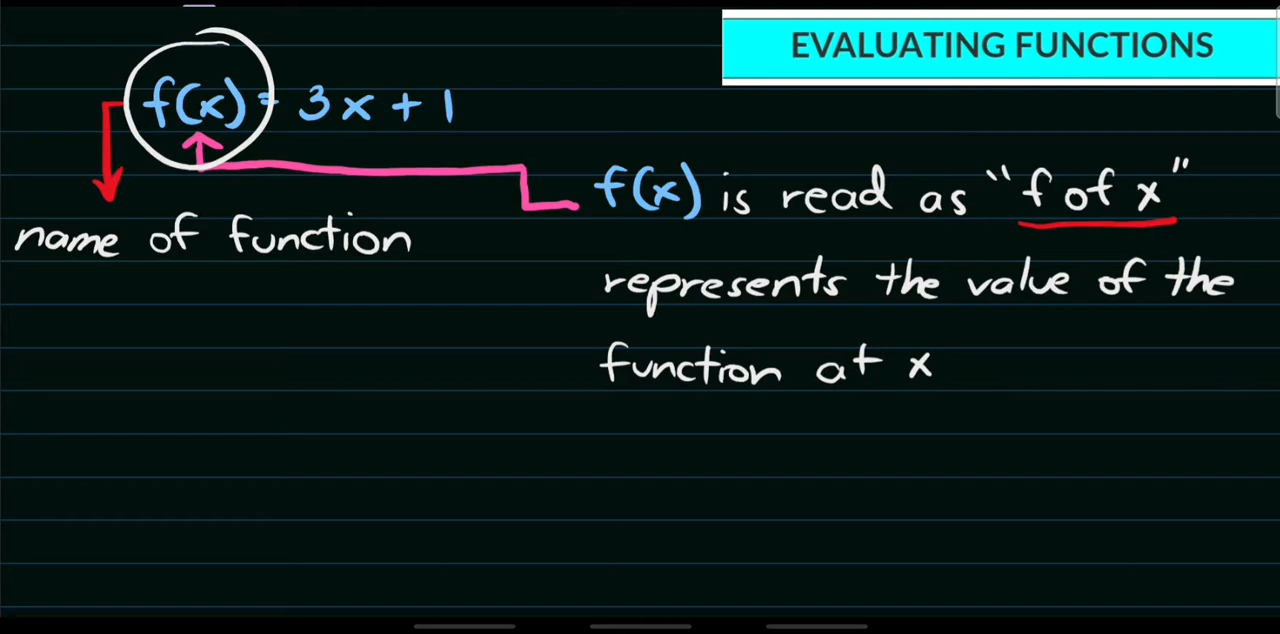 EVALUATING FUNCTIONS
f(x) = 3x + 1
f(x) is read as "f of x"
name of function
represents the value of the
function at x